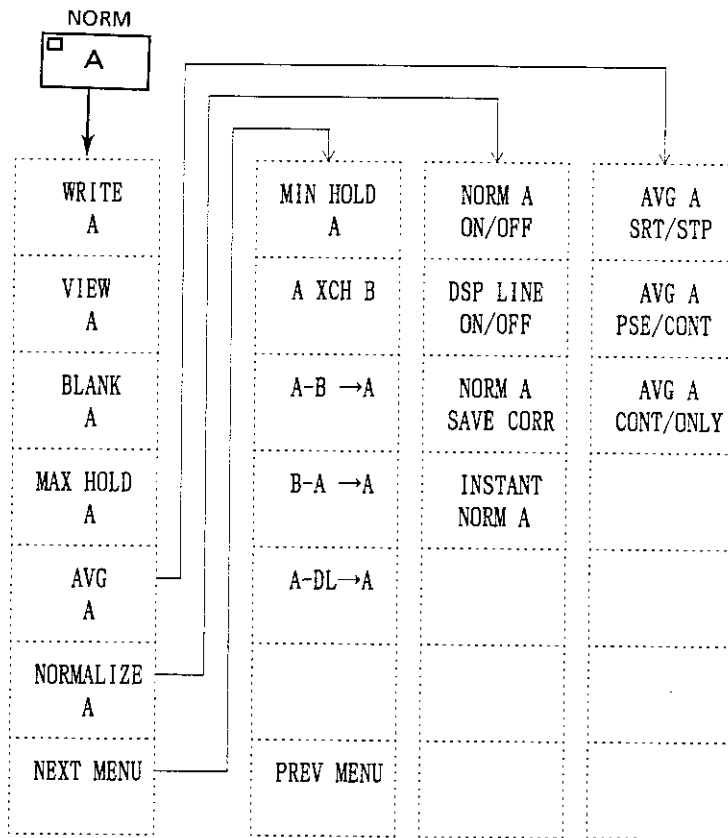 NORM
A
WRITE
A
VIEW
A
BLANK
A
MAX HOLD
A
AVG
A
NORMALIZE
A
NEXT MENU
MIN HOLD
A
A XCH B
A-B →A
B-A →A
A-DL→A
PREV MENU
NORM A
ON/OFF
DSP LINE
ON/OFF
NORM A
SAVE CORR
INSTANT
NORM A
AVG A
SRT/STP
AVG A
PSE/CONT
AVG A
CONT/ONLY